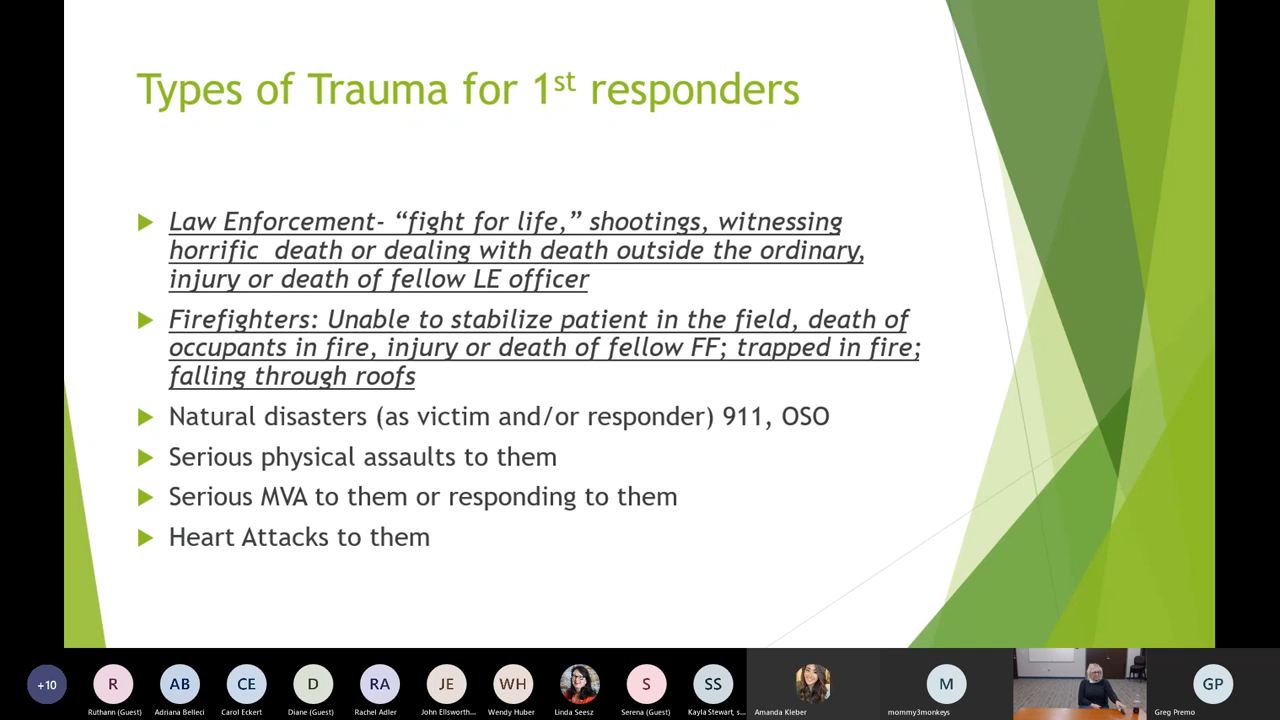 Types of Trauma for 1st responders
Law Enforcement- “fight for life,” shootings, witnessing
horrific death or dealing with death outside the ordinary,
injury or death of fellow LE officer
Firefighters: Unable to stabilize patient in the field, death of
occupants in fire, injury or death of fellow FF; trapped in fire;
falling through roofs
Natural disasters (as victim and/or responder) 911, OSO
Serious physical assaults to them
Serious MVA to them or responding to them
Heart Attacks to them
+10 R AB CE D RA JE WH S SS M GP
Ruthann (Guest) Adriana Belleci Carol Eckert Diane (Guest) Rachel Adler John Ellsworth... Wendy Huber Linda Seesz Serena (Guest) Kayla Stewart, s... Amanda Kleber mommy3monkeys Greg Premo